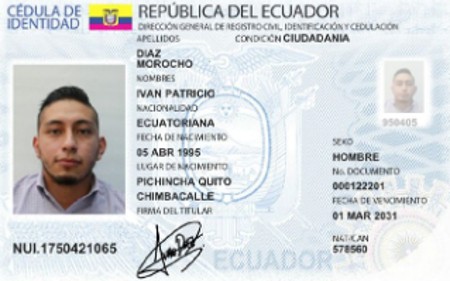 CÉDULA DE
IDENTIDAD
REPÚBLICA DEL ECUADOR
DIRECCIÓN GENERAL DE REGISTRO CIVIL, IDENTIFICACIÓN Y CEDULACIÓN
APELLIDOS
CONDICIÓN CIUDADANÍA
DIAZ
MOROCHO
NOMBRES
IVAN PATRICIO
NACIONALIDAD
ECUATORIANA
FECHA DE NACIMIENTO
05 ABR 1995
LUGAR DE NACIMIENTO
PICHINCHA QUITO
CHIMBACALLE
FIRMA DEL TITULAR
950405
SEXO
HOMBRE
No. DOCUMENTO
000122201
FECHA DE VENCIMIENTO
01 MAR 2031
NAT/CAN
578560
NUI.1750421065
ECUADOR